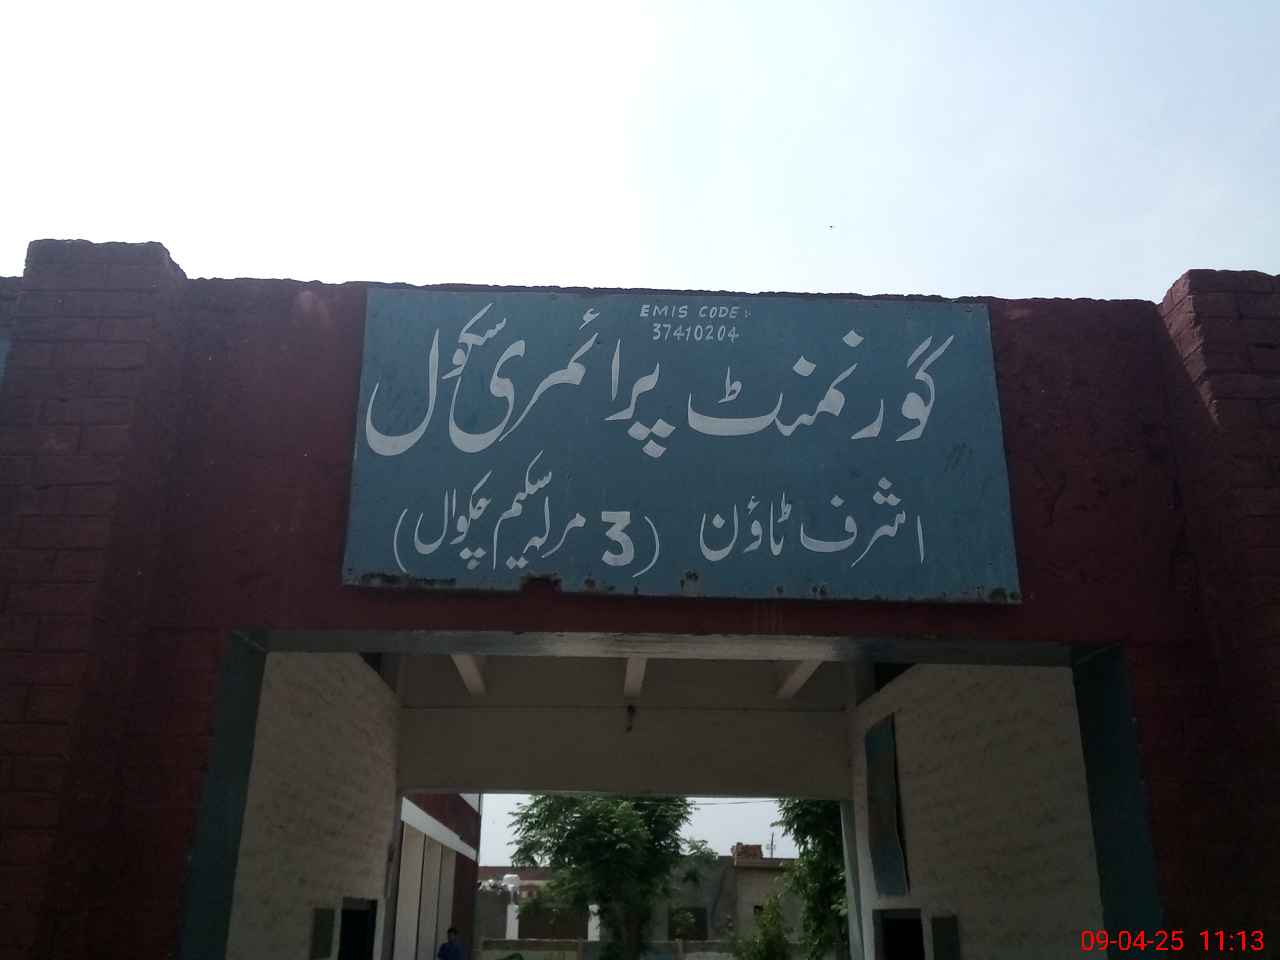 EMIS CODE:
37410204
گورنمنٹ پرائمری سکول
اشرف ٹاؤن (3 مرلہ سکیم چکوال)
09-04-25 11:13